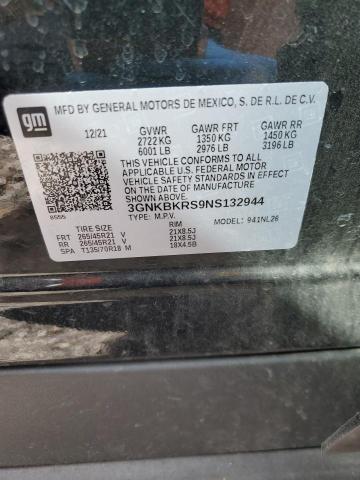 gm
MFD BY GENERAL MOTORS DE MEXICO, S. DE R.L. DE C.V.
12/21 GVWR GAWR FRT GAWR RR
2722 KG 1350 KG 1450 KG
6001 LB 2976 LB 3196 LB
THIS VEHICLE CONFORMS TO ALL
APPLICABLE U.S. FEDERAL MOTOR
VEHICLE SAFETY STANDARDS IN EFFECT
ON THE DATE OF MANUFACTURE SHOWN ABOVE.
3GNKBKRS9NS132944
TYPE: M.P.V. MODEL: 941NL26
TIRE RIM
FRT 265/45R21 V 21X8.5J
RR 265/45R21 V 21X8.5J
SPA T135/70R18 M 18X4.5B